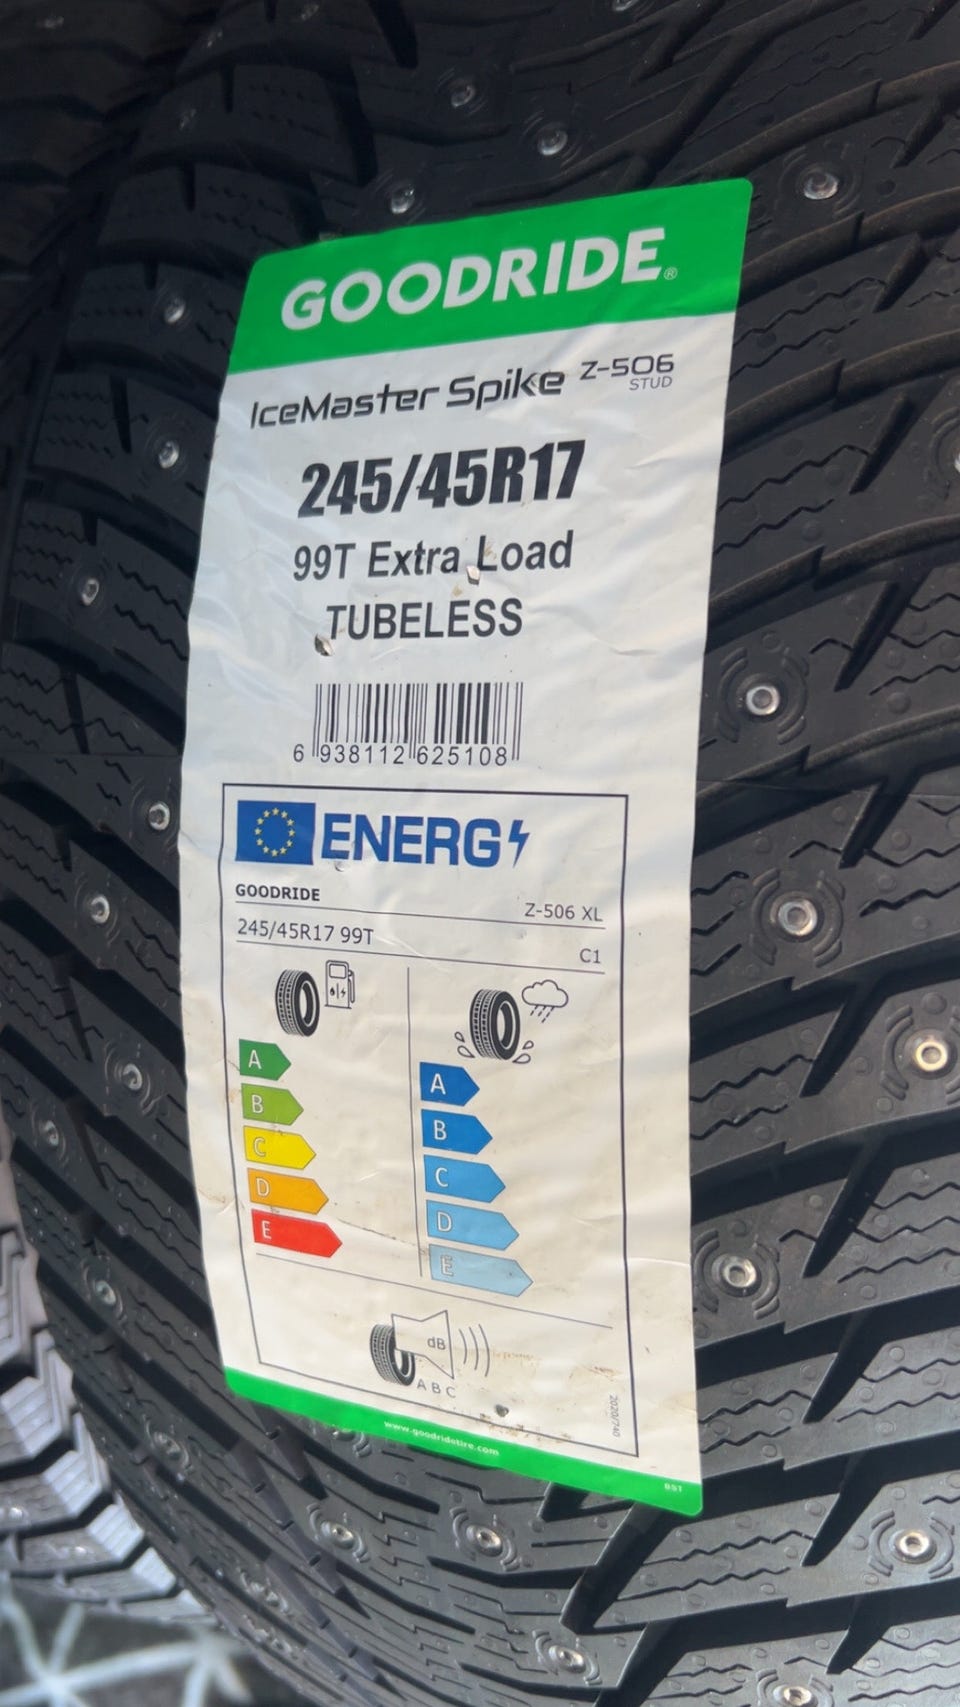 GOODRIDE®
IceMaster Spike Z-506
STUD
245/45R17
99T Extra Load
TUBELESS
6 938112 625108
ENERG
GOODRIDE
Z-506 XL
245/45R17 99T
C1
A
B
C
D
E
A
B
C
D
E
dB
A B C
2020/740
www.goodridetire.com
BST